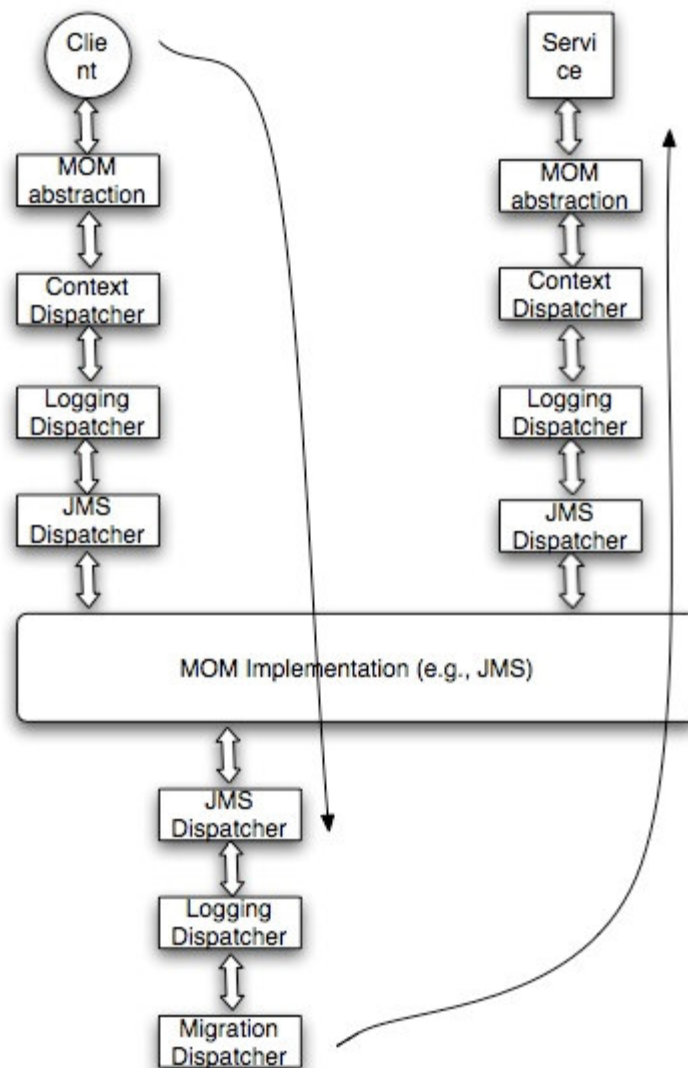 Clie
nt
MOM
abstraction
Context
Dispatcher
Logging
Dispatcher
JMS
Dispatcher
Servi
ce
MOM
abstraction
Context
Dispatcher
Logging
Dispatcher
JMS
Dispatcher
MOM Implementation (e.g., JMS)
JMS
Dispatcher
Logging
Dispatcher
Migration
Dispatcher